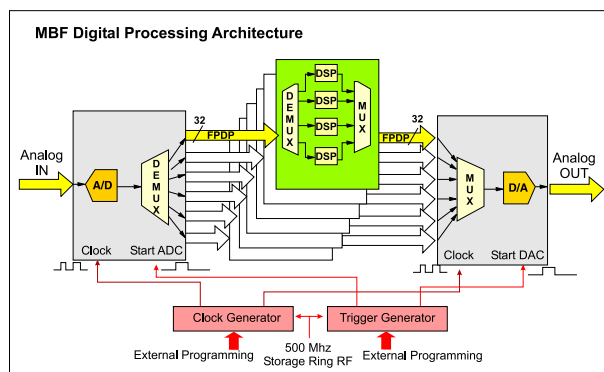 MBF Digital Processing Architecture
DSP
DSP
DSP
DSP
DEMUX
MUX
32
FPDP
32
FPDP
Analog
IN
A/D
DEMUX
MUX
D/A
Analog
OUT
Clock
Start ADC
Clock
Start DAC
Clock Generator
Trigger Generator
External Programming
500 Mhz
Storage Ring RF
External Programming